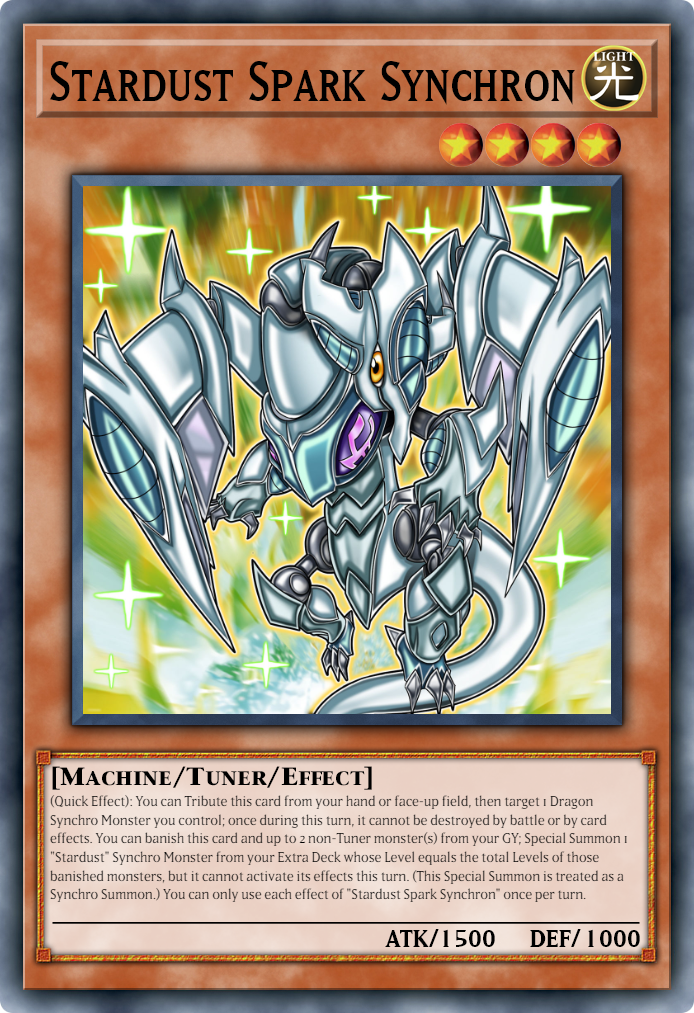 Stardust Spark Synchron
LIGHT
光
[Machine/Tuner/Effect]
(Quick Effect): You can Tribute this card from your hand or face-up field, then target 1 Dragon
Synchro Monster you control; once during this turn, it cannot be destroyed by battle or by card
effects. You can banish this card and up to 2 non-Tuner monster(s) from your GY; Special Summon 1
"Stardust" Synchro Monster from your Extra Deck whose Level equals the total Levels of those
banished monsters, but it cannot activate its effects this turn. (This Special Summon is treated as a
Synchro Summon.) You can only use each effect of "Stardust Spark Synchron" once per turn.
ATK/1500 DEF/1000